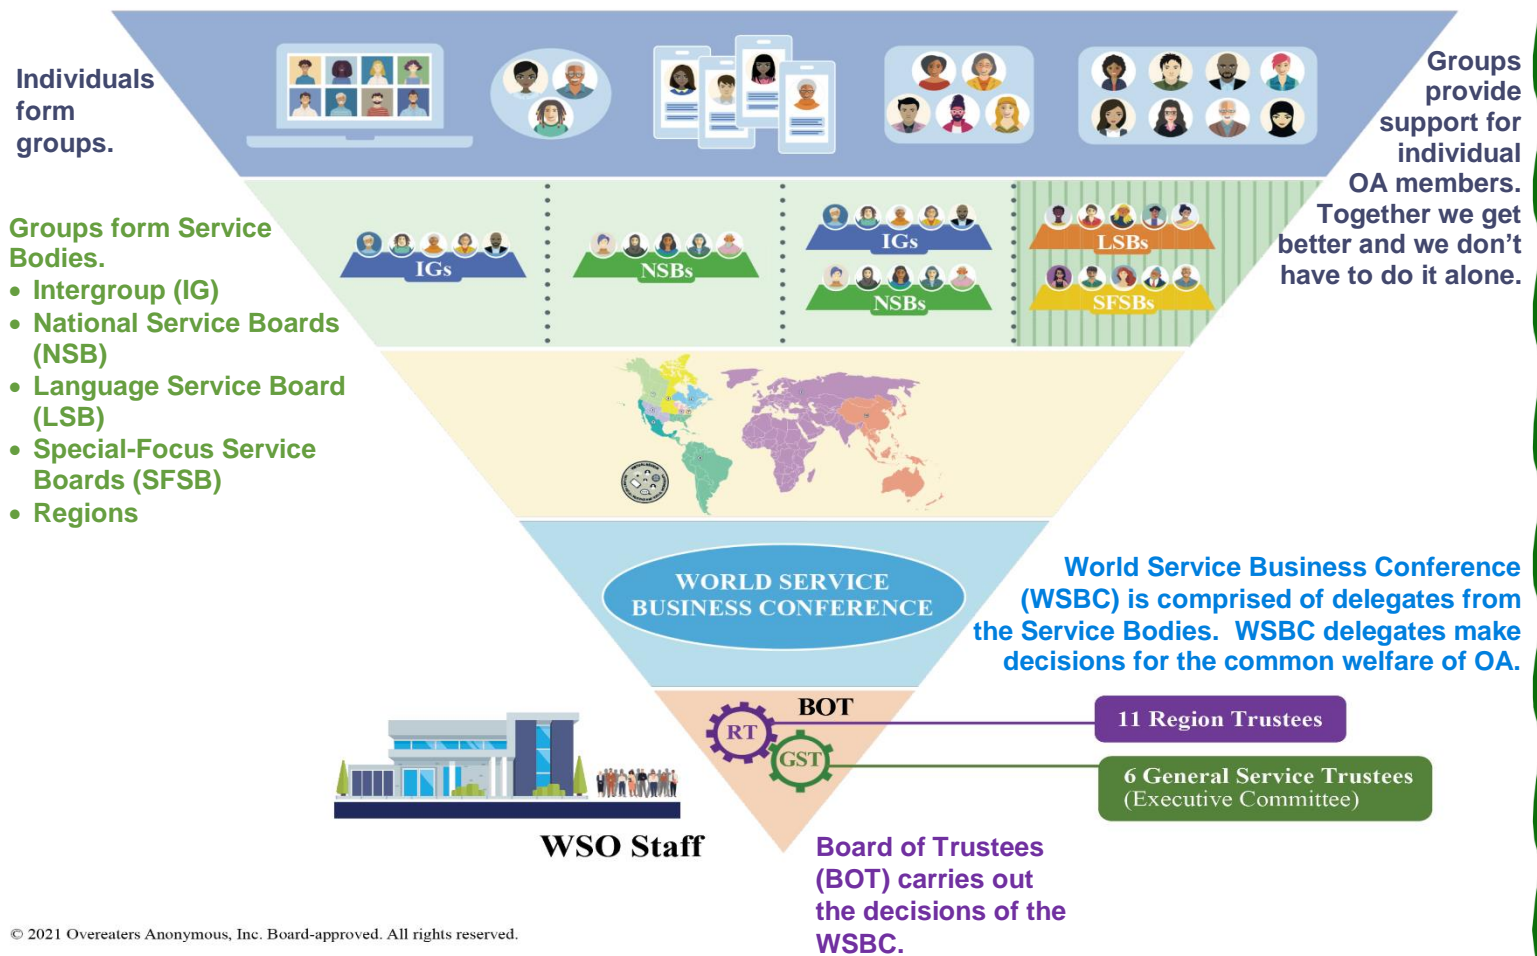 Individuals
form
groups.
Groups
provide
support for
individual
OA members.
Together we get
better and we don't
have to do it alone.
Groups form Service
Bodies.
• Intergroup (IG)
• National Service Boards
(NSB)
• Language Service Board
(LSB)
• Special-Focus Service
Boards (SFSB)
• Regions
IGs
NSBs
IGs
NSBs
LSBs
SFSBs
WORLD SERVICE
BUSINESS CONFERENCE
World Service Business Conference
(WSBC) is comprised of delegates from
the Service Bodies. WSBC delegates make
decisions for the common welfare of OA.
BOT
RT
GST
11 Region Trustees
6 General Service Trustees
(Executive Committee)
WSO Staff
Board of Trustees
(BOT) carries out
the decisions of the
WSBC.
© 2021 Overeaters Anonymous, Inc. Board-approved. All rights reserved.